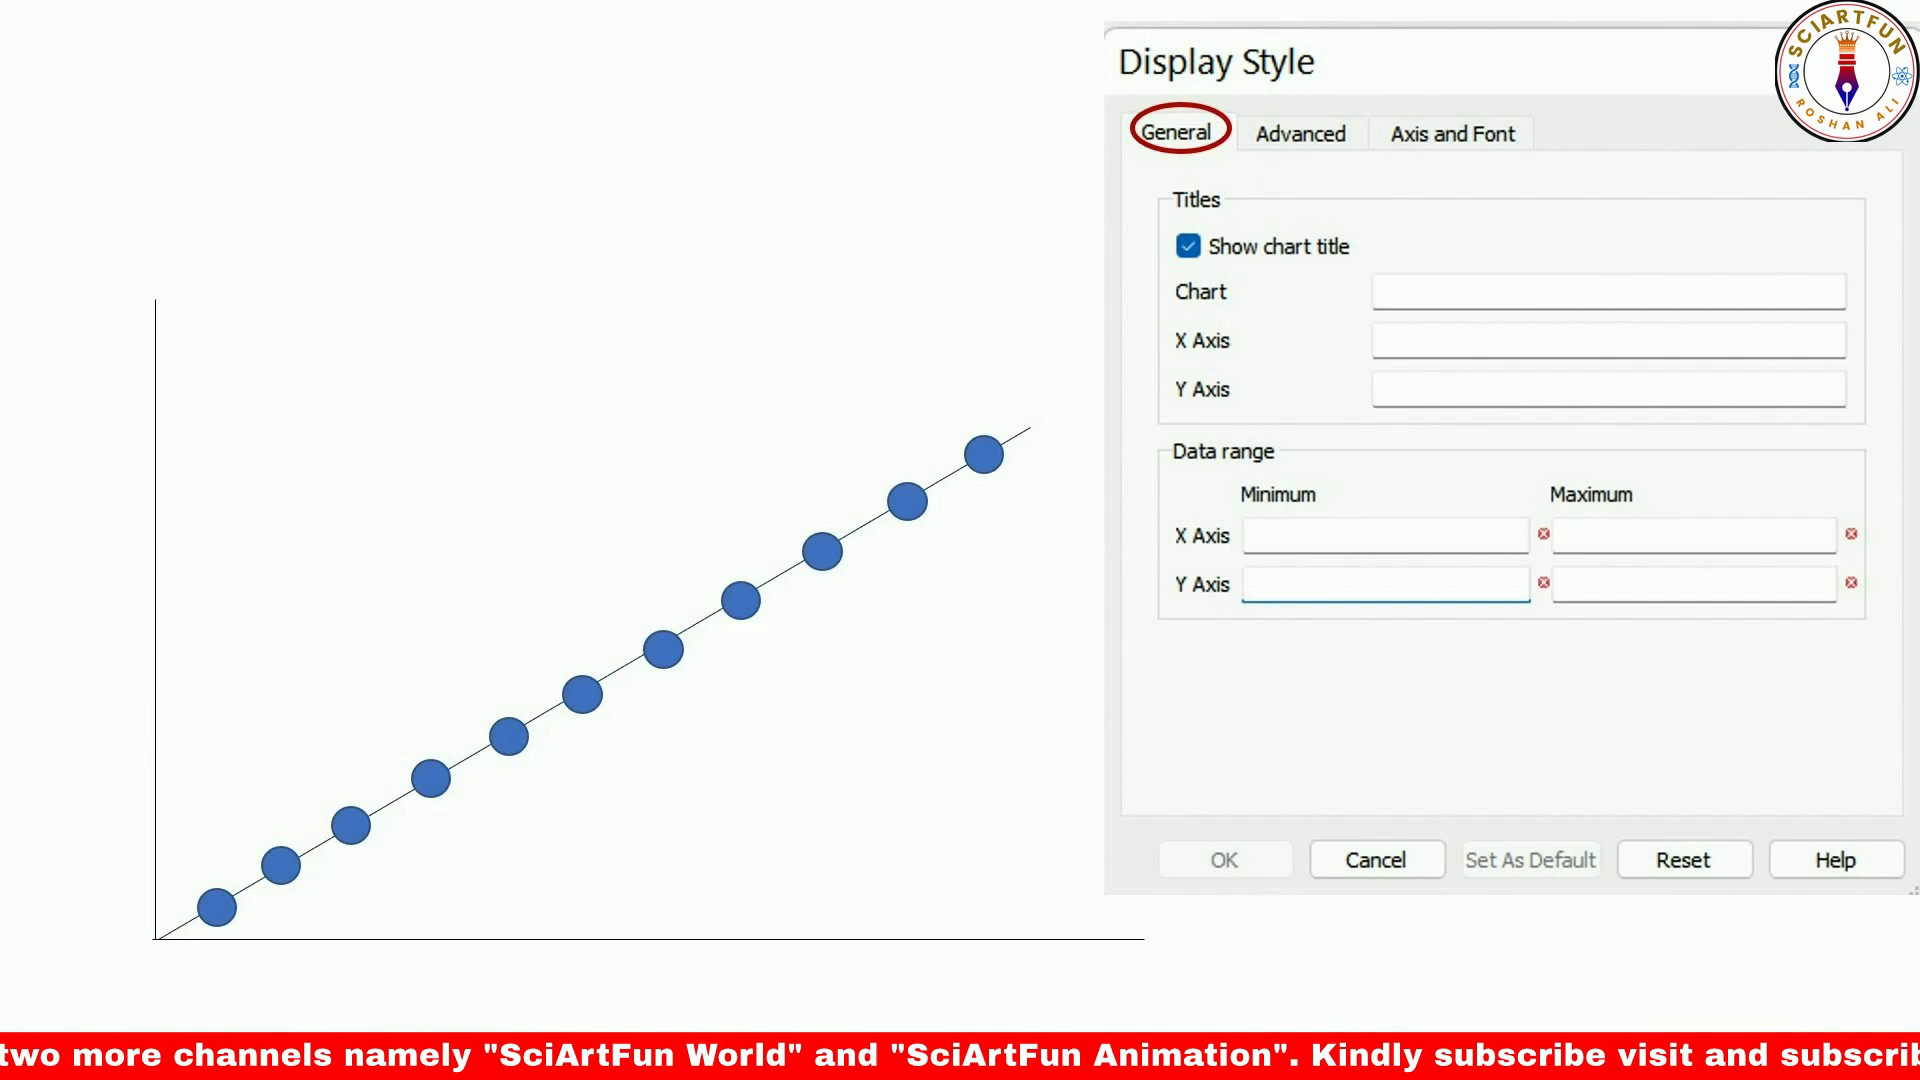 Display Style
SCIARTFUN
ROSHAN ALI
General
Advanced
Axis and Font
Titles
Show chart title
Chart
X Axis
Y Axis
Data range
Minimum
Maximum
X Axis
Y Axis
OK
Cancel
Set As Default
Reset
Help
two more channels namely "SciArtFun World" and "SciArtFun Animation". Kindly subscribe visit and subscrib